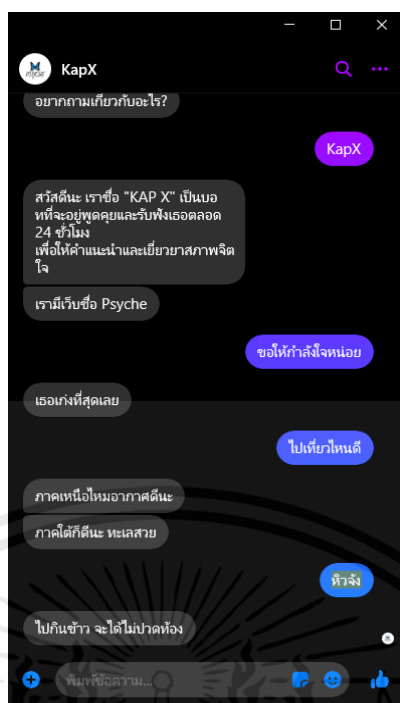 KapX
อยากถามเกี่ยวกับอะไร?
KapX
สวัสดีนะ เราชื่อ "KAP X" เป็นบอ
ทที่จะอยู่พูดคุยและรับฟังเธอตลอด
24 ชั่วโมง
เพื่อให้คำแนะนำและเยี่ยวยาสภาพจิต
ใจ
เรามีเว็บชื่อ Psyche
ขอให้กำลังใจหน่อย
เธอเก่งที่สุดเลย
ไปเที่ยวไหนดี
ภาคเหนือไหมอากาศดีนะ
ภาคใต้ก็ดีนะ ทะเลสวย
หิวจัง
ไปกินข้าว จะได้ไม่ปวดท้อง
พิมพ์ข้อความ...